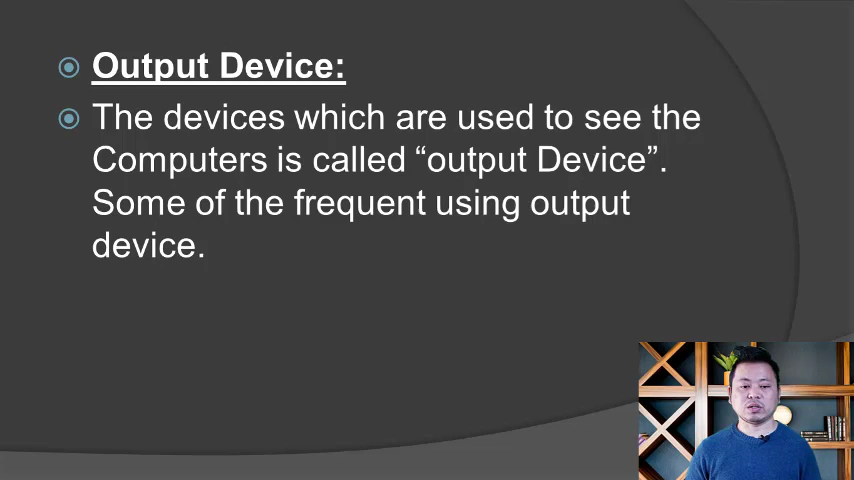 Output Device:
The devices which are used to see the
Computers is called “output Device”.
Some of the frequent using output
device.